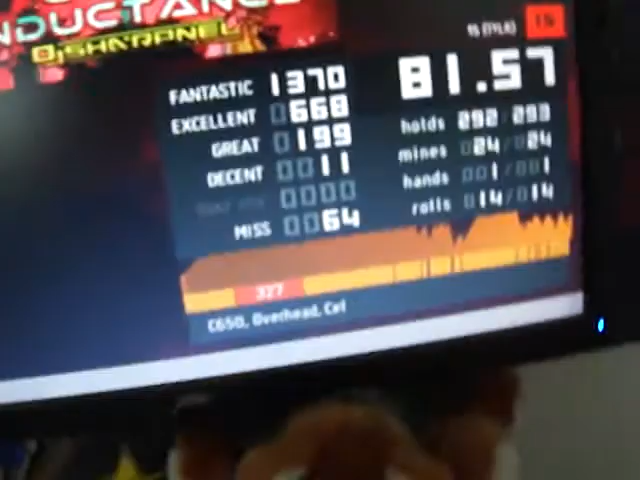 NDUCTANCE
DJ SHARPNEL
15
81.57
FANTASTIC 1370
EXCELLENT 0668
GREAT 0199
DECENT 0011
0000
MISS 0064
holds 292/293
mines 024/024
hands 001/001
rolls 014/014
327
C650, Overhead, Cel